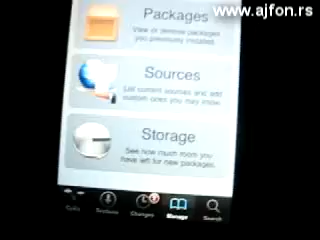 www.ajfon.rs
Packages
View or remove packages
you previously installed.
Sources
List current sources and add
custom ones you may know.
Storage
See how much room you
have left for new packages.
Cydia Sections Changes Manage Search